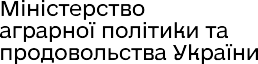 Міністерство
аграрної політики та
продовольства України